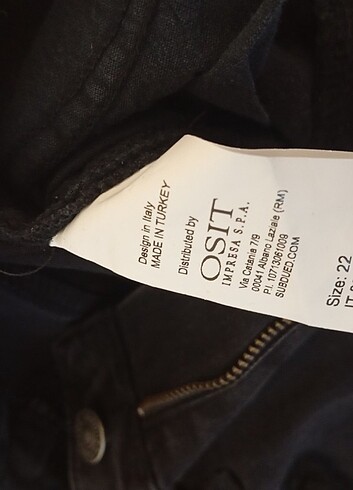 Design in Italy
MADE IN TURKEY
Distributed by
OSIT
IMPRESA S.P.A.
Via Catania 7/9
00041 Albano Laziale (RM)
P.I. 10713061009
SUBDUED.COM
Size: 22